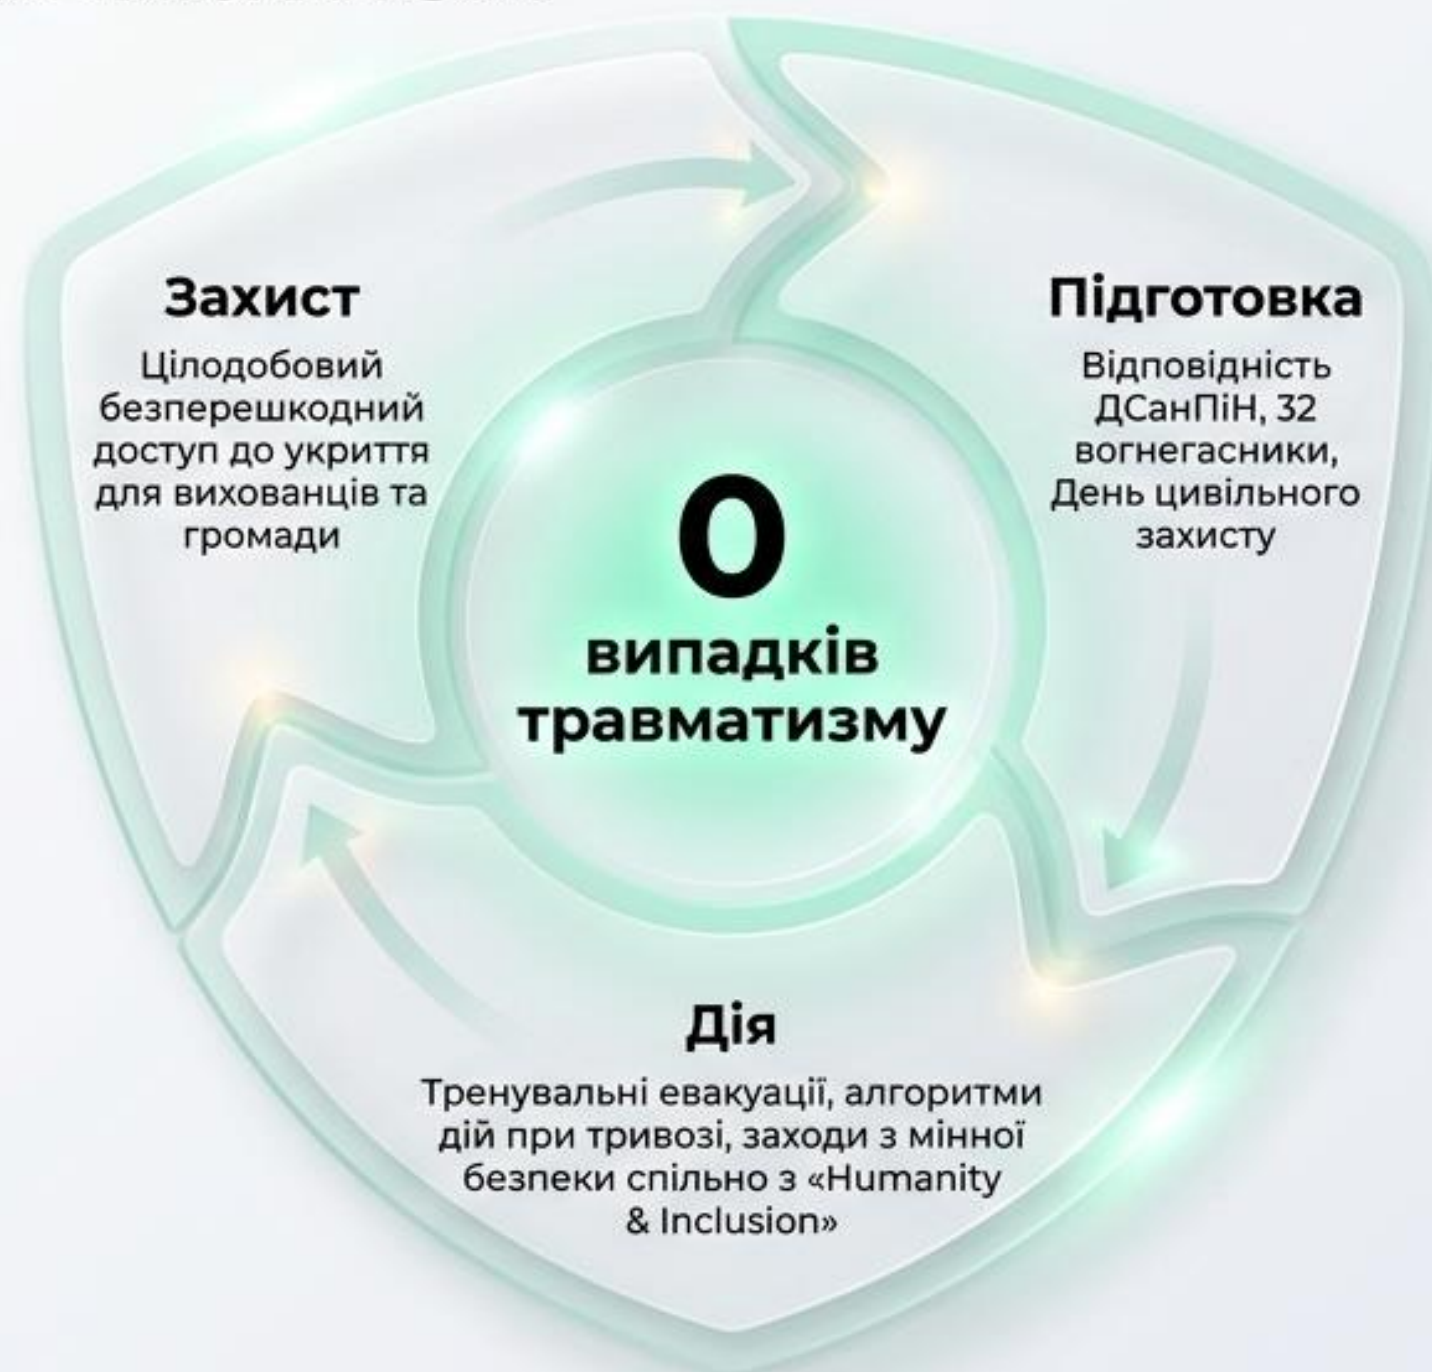 Захист
Цілодобовий
безперешкодний
доступ до укриття
для вихованців та
громади
Підготовка
Відповідність
ДСанПіН, 32
вогнегасники,
День цивільного
захисту
0
випадків
травматизму
Дія
Тренувальні евакуації, алгоритми
дій при тривозі, заходи з мінної
безпеки спільно з «Humanity
& Inclusion»